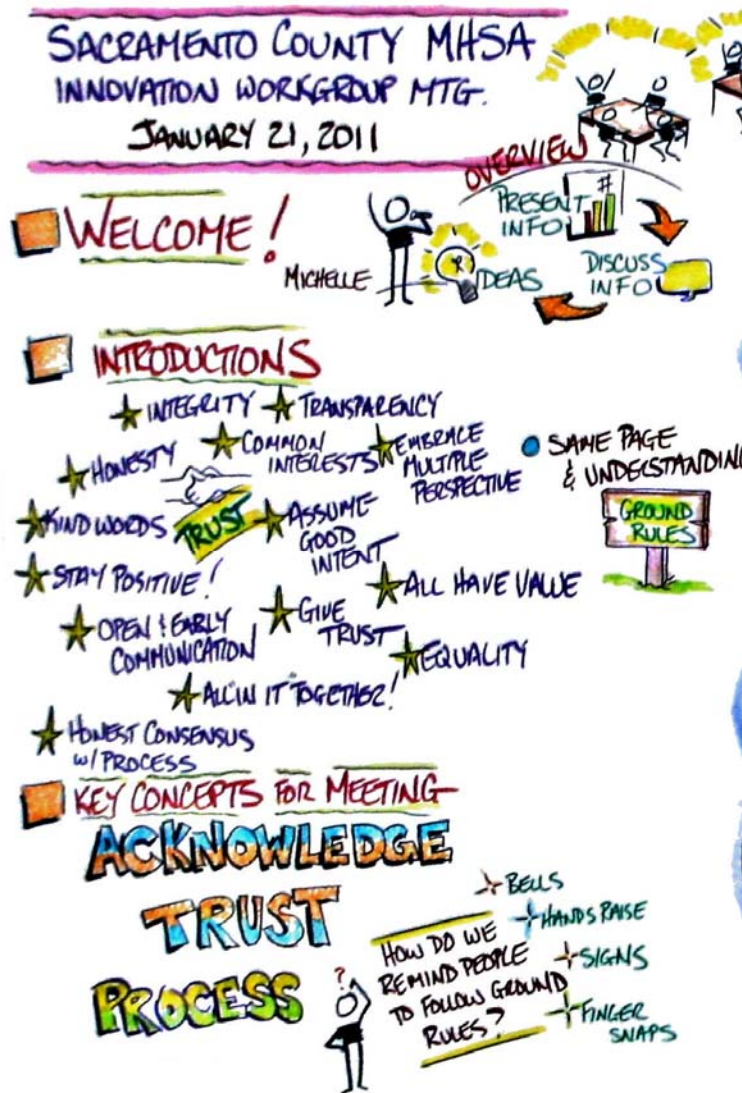 SACRAMENTO COUNTY MHSA
INNOVATION WORKGROUP MTG.
JANUARY 21, 2011
OVERVIEW
WELCOME!
MICHELLE
PRESENT
INFO
#
DISCUSS
INFO
IDEAS
INTRODUCTIONS
INTEGRITY
TRANSPARENCY
HONESTY
COMMON
INTERESTS
EMBRACE
MULTIPLE
PERSPECTIVE
SAME PAGE
& UNDERSTANDING
GROUND
RULES
KIND WORDS
TRUST
ASSUME
GOOD
INTENT
STAY POSITIVE!
ALL HAVE VALUE
OPEN & EARLY
COMMUNICATION
GIVE
TRUST
EQUALITY
"ALL IN IT TOGETHER!
HONEST CONSENSUS
W/ PROCESS
KEY CONCEPTS FOR MEETING
ACKNOWLEDGE
TRUST
PROCESS
?
HOW DO WE
REMIND PEOPLE
TO FOLLOW GROUND
RULES?
BELLS
HANDS RAISE
SIGNS
FINGER
SNAPS